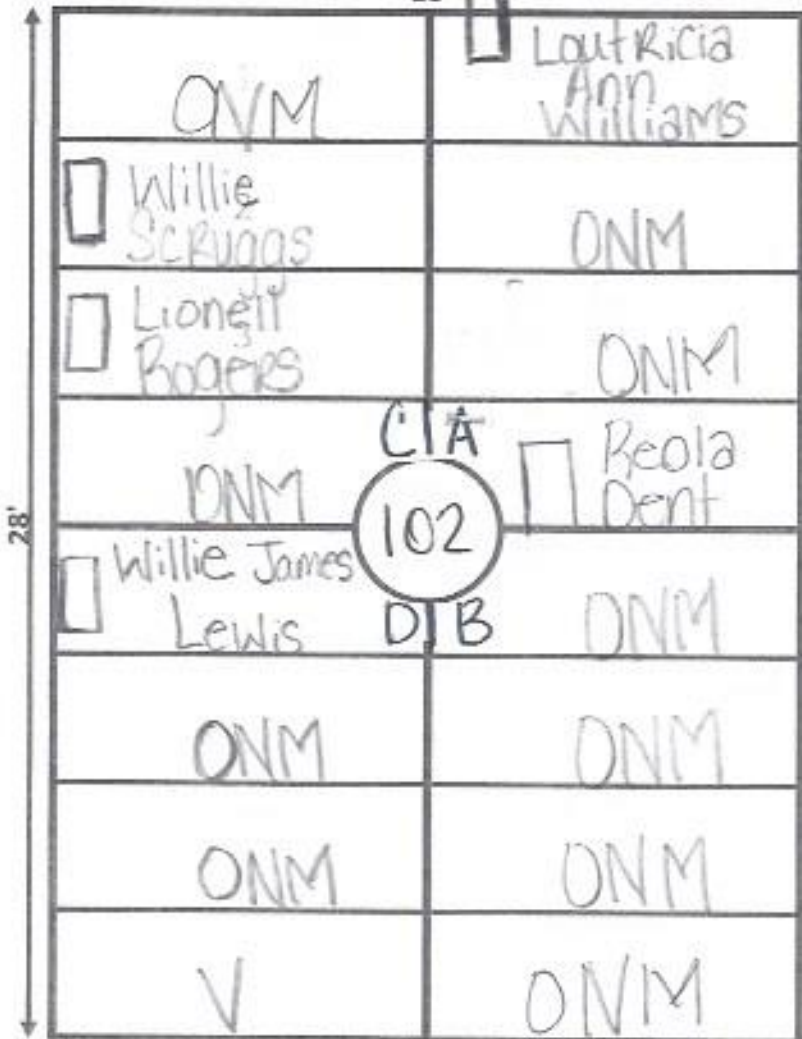 Loutricia
Ann
Williams
ONM
Willie
Scruggs
ONM
Lionell
Rogers
ONM
C A
ONM
Reola
Dent
102
28'
Willie James
Lewis
D B
ONM
ONM
ONM
ONM
ONM
V
ONM